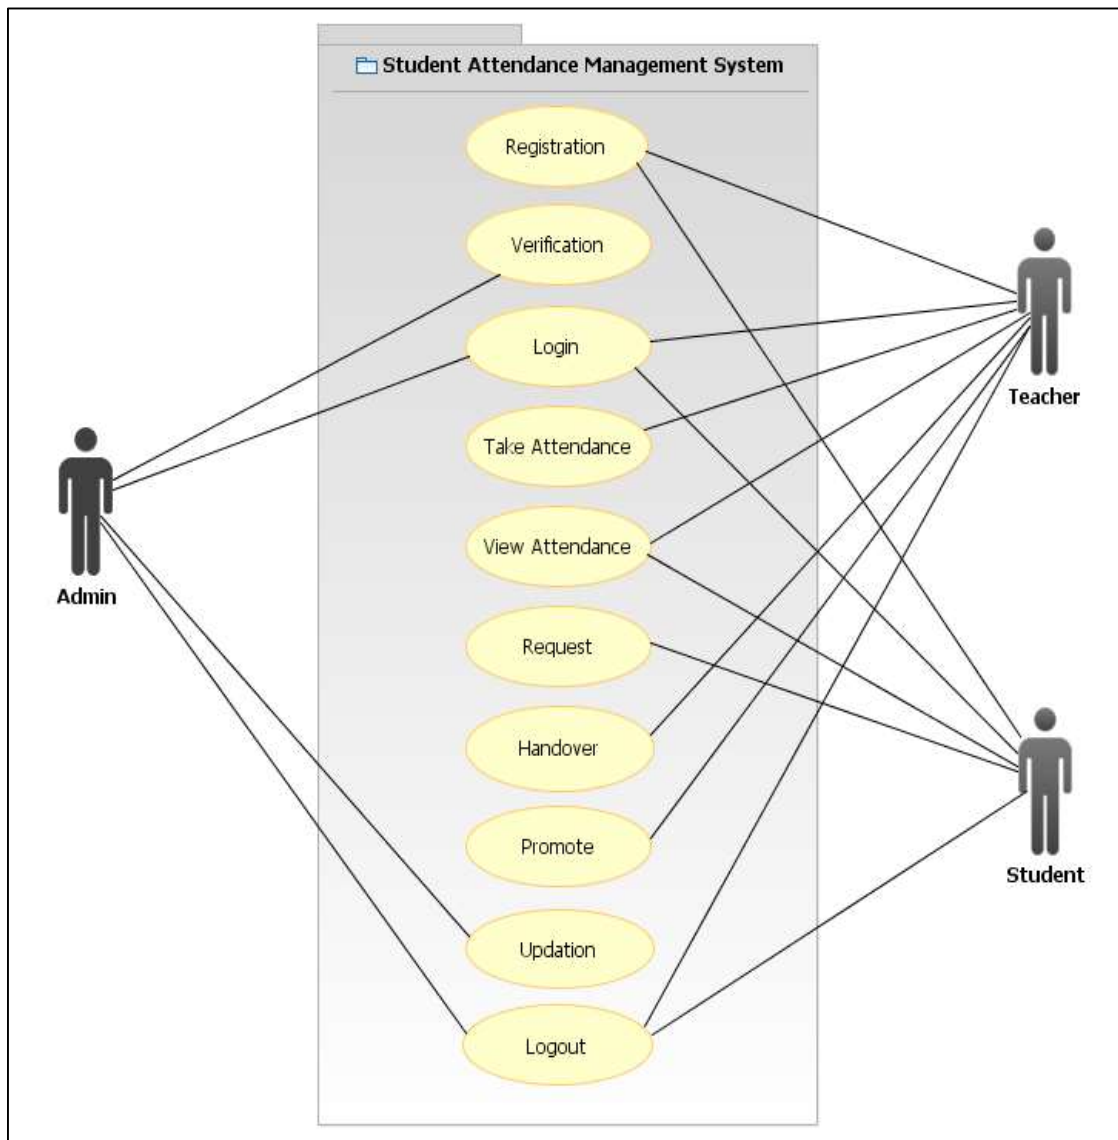 Student Attendance Management System
Registration
Verification
Login
Take Attendance
View Attendance
Request
Handover
Promote
Updation
Logout
Admin
Teacher
Student